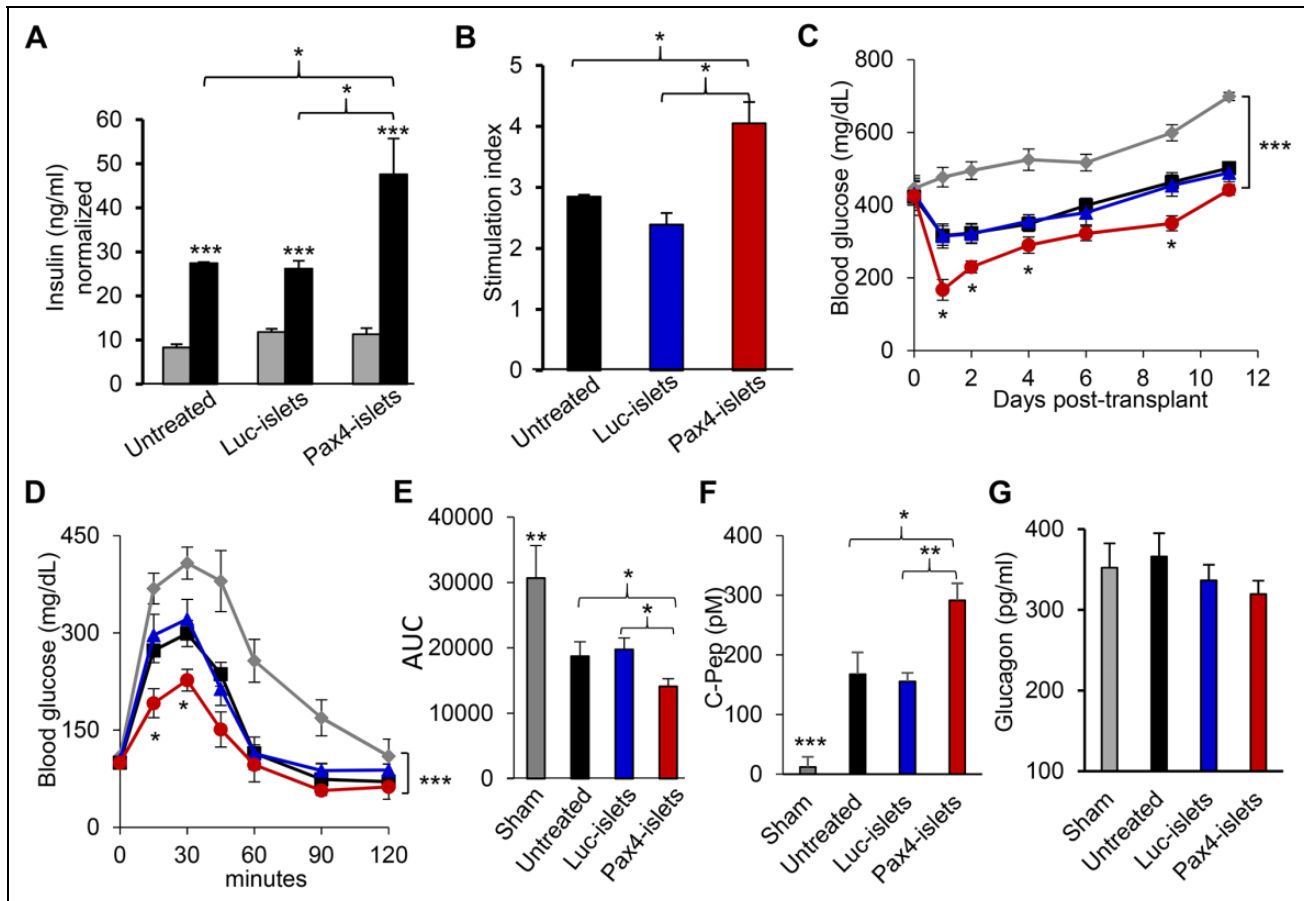 A
*
*
***
***
***
60
50
40
30
20
10
0
Insulin (ng/ml)
normalized
Untreated
Luc-islets
Pax4-islets
B
*
*
5
4
3
2
1
0
Stimulation index
Untreated
Luc-islets
Pax4-islets
C
800
600
400
200
0
Blood glucose (mg/dL)
***
*
*
*
*
0 2 4 6 8 10 12
Days post-transplant
D
450
300
150
0
Blood glucose (mg/dL)
*
*
***
0 30 60 90 120
minutes
E
40000
30000
20000
10000
0
AUC
**
*
*
Sham
Untreated
Luc-islets
Pax4-islets
F
400
300
200
100
0
C-Pep (pM)
*
**
***
Sham
Untreated
Luc-islets
Pax4-islets
G
400
300
200
100
Glucagon (pg/ml)
Sham
Untreated
Luc-islets
Pax4-islets